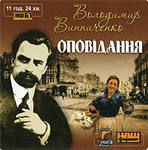 11 год. 24 хв.
mp3
Володимир
Винниченко
ОПОВІДАННЯ
НАШ